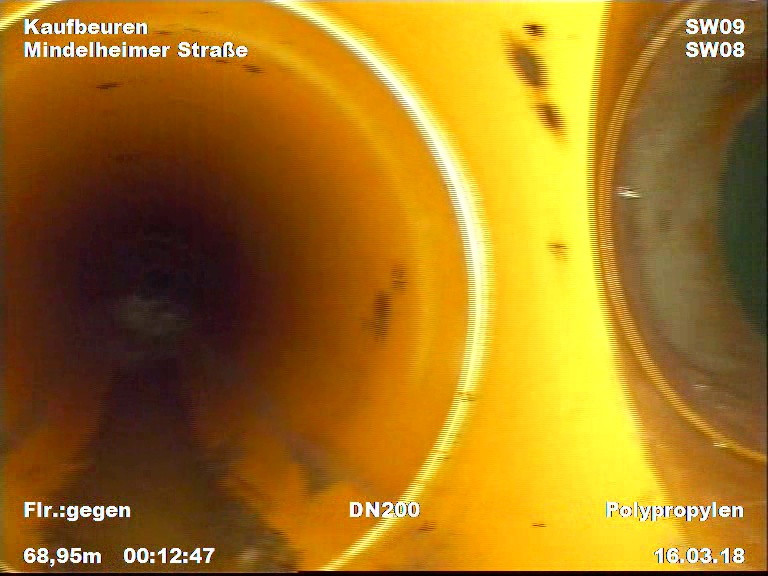 Kaufbeuren
Mindelheimer Straße
SW09
SW08
Flr.:gegen
DN200
Polypropylen
68,95m 00:12:47
16.03.18